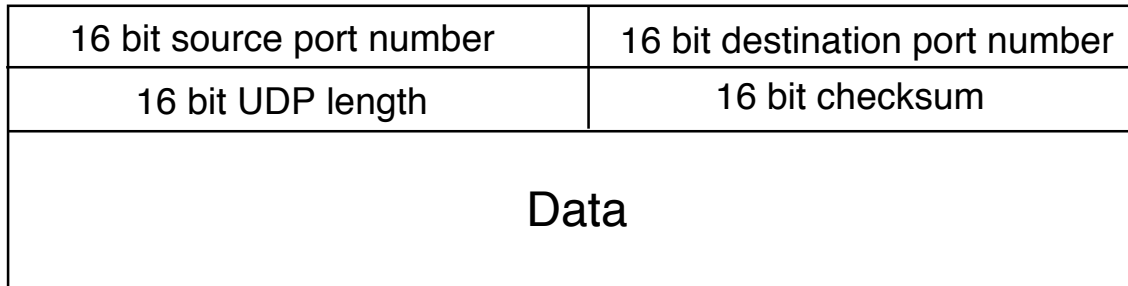 16 bit source port number 16 bit destination port number
16 bit UDP length 16 bit checksum
Data